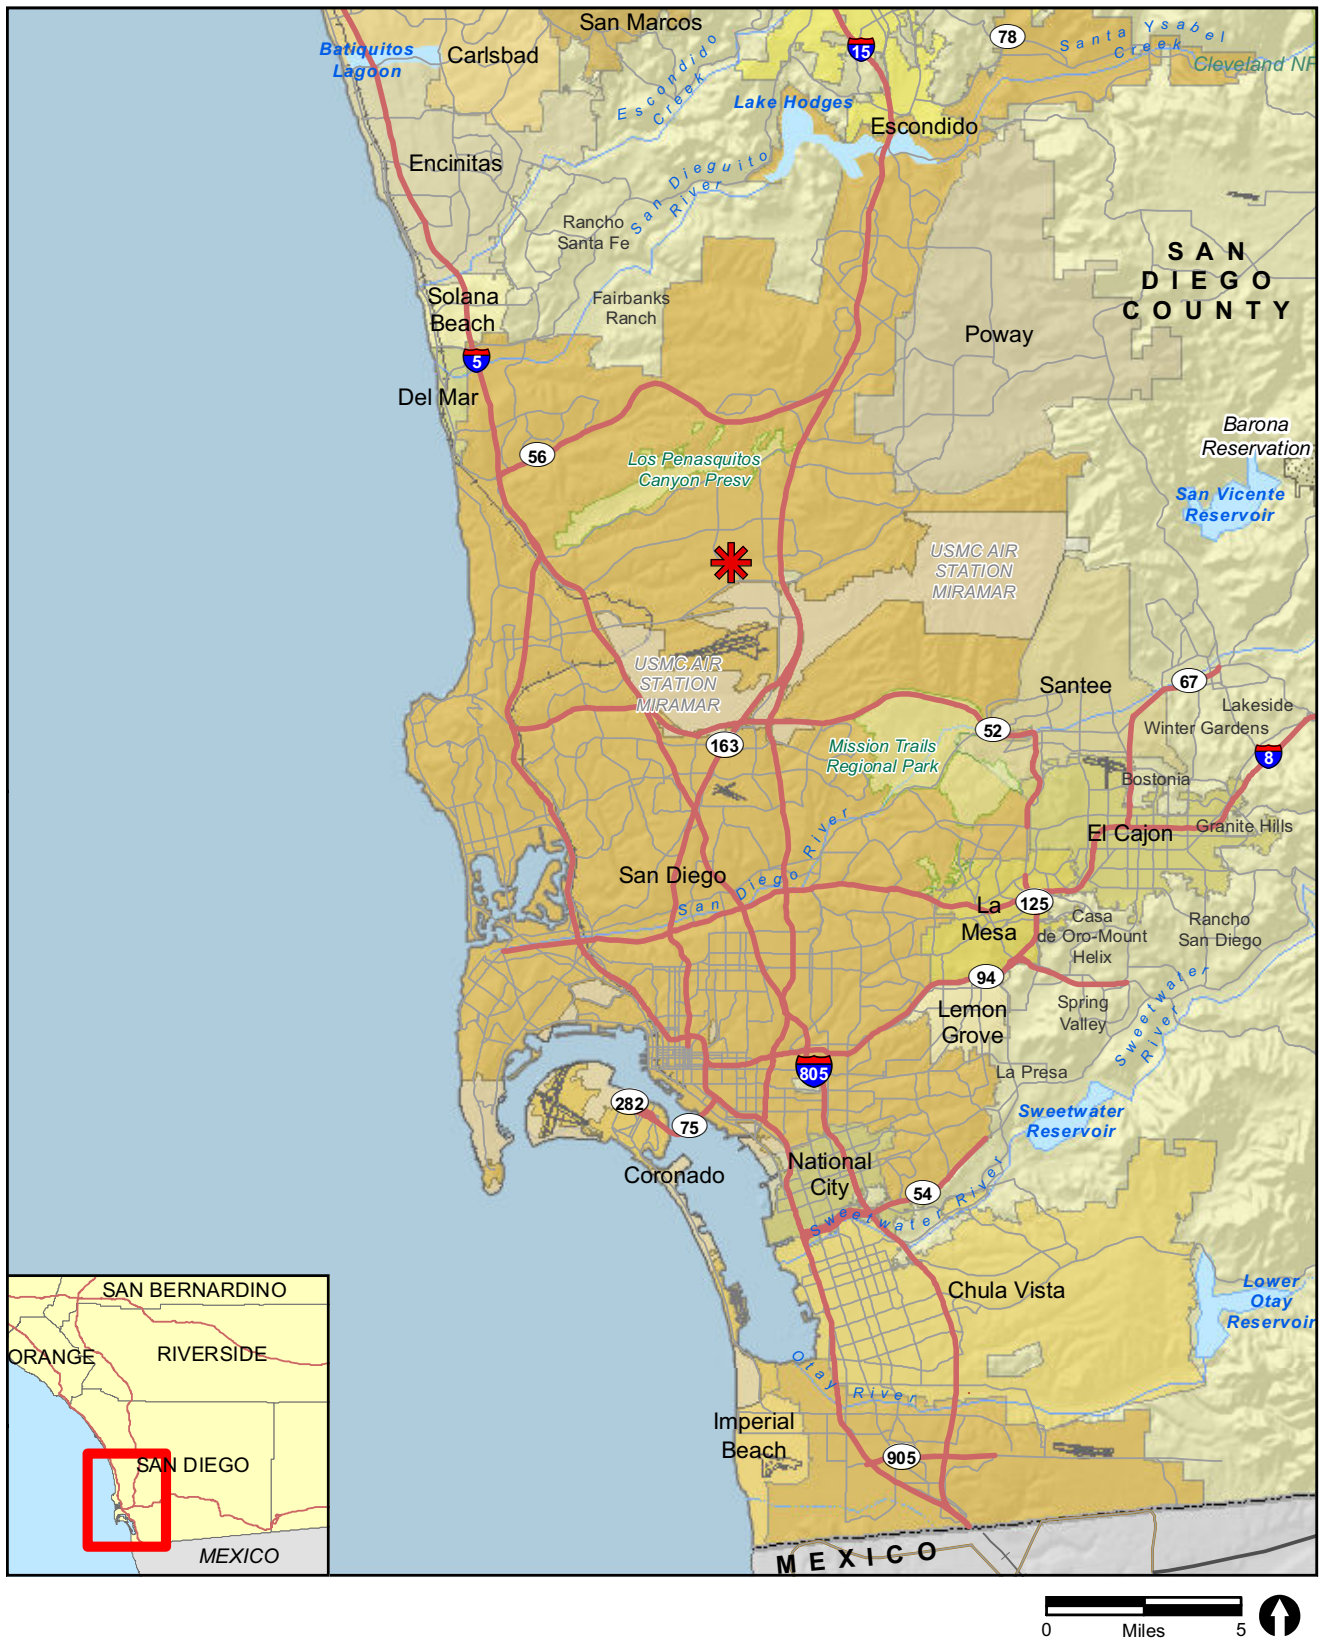 San Marcos
78
Santa Ysabel
Creek
Cleveland NF
Batiquitos
Lagoon
Carlsbad
15
Escondido
Creek
Lake Hodges
Escondido
Encinitas
San Dieguito
River
Rancho
Santa Fe
SAN
DIEGO
COUNTY
Solana
Beach
Fairbanks
Ranch
Poway
5
Del Mar
Barona
Reservation
56
Los Penasquitos
Canyon Presv
San Vicente
Reservoir
USMC AIR
STATION
MIRAMAR
USMC AIR
STATION
MIRAMAR
Santee
67
Lakeside
Winter Gardens
52
163
Mission Trails
Regional Park
8
Bostonia
El Cajon
Granite Hills
San Diego
San Diego River
La
Mesa
125
Casa
de Oro-Mount
Helix
Rancho
San Diego
94
Lemon
Grove
Spring
Valley
Sweetwater
River
La Presa
805
282
75
Sweetwater
Reservoir
Coronado
National
City
54
Sweetwater River
Chula Vista
Lower
Otay
Reservoir
Otay River
Imperial
Beach
905
MEXICO
SAN BERNARDINO
ORANGE
RIVERSIDE
SAN DIEGO
MEXICO
0 Miles 5